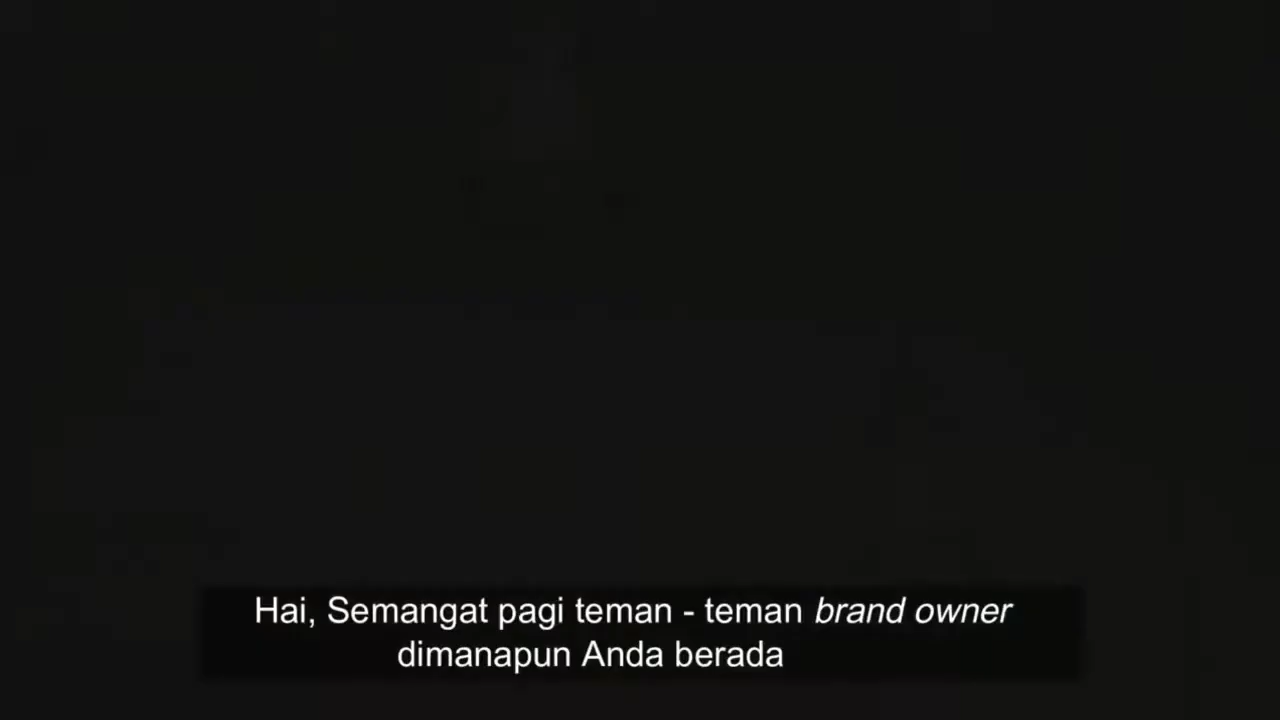 Hai, Semangat pagi teman - teman brand owner
dimanapun Anda berada